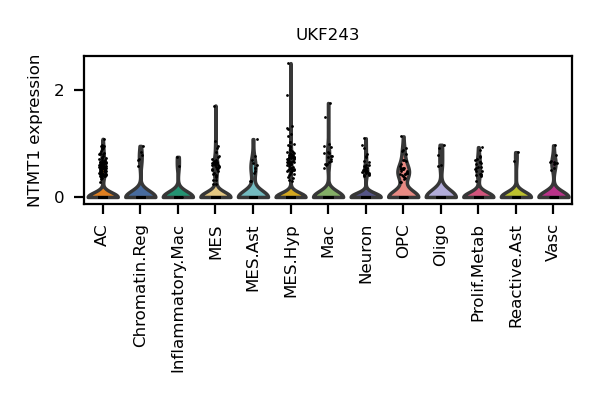 UKF243
NTMT1 expression
2
0
AC
Chromatin.Reg
Inflammatory.Mac
MES
MES.Ast
MES.Hyp
Mac
Neuron
OPC
Oligo
Prolif.Metab
Reactive.Ast
Vasc